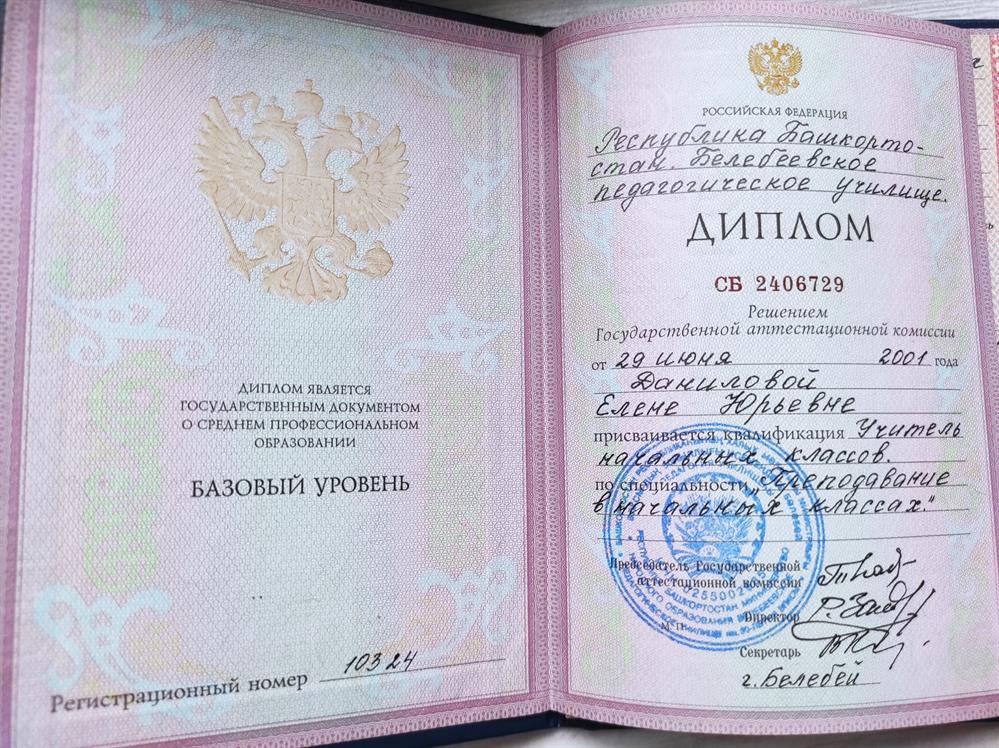 ДИПЛОМ ЯВЛЯЕТСЯ
ГОСУДАРСТВЕННЫМ ДОКУМЕНТОМ
О СРЕДНЕМ ПРОФЕССИОНАЛЬНОМ
ОБРАЗОВАНИИ
БАЗОВЫЙ УРОВЕНЬ
Регистрационный номер 10324
РОССИЙСКАЯ ФЕДЕРАЦИЯ
Республика Башкорто-
стан. Белебеевское
педагогическое училище.
ДИПЛОМ
СБ 2406729
Решением
Государственной аттестационной комиссии
от 29 июня 2001 года
Даниловой
Елене Юрьевне
присваивается квалификация Учитель
начальных классов.
по специальности „Преподавание
в начальных классах."
Председатель Государственной
аттестационной комиссии
М.П. Директор
Секретарь
г. Белебей